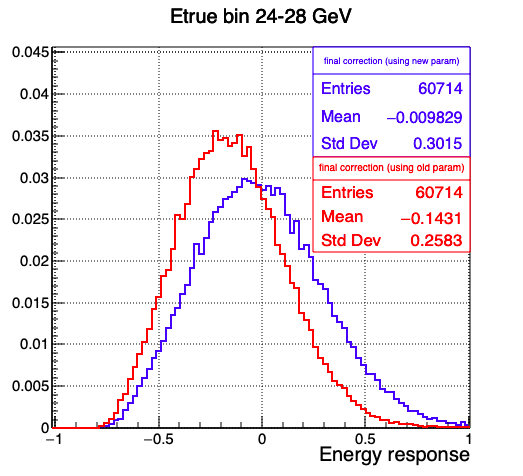 Etrue bin 24-28 GeV
0.045
0.04
0.035
0.03
0.025
0.02
0.015
0.01
0.005
0
final correction (using new param)
Entries 60714
Mean −0.009829
Std Dev 0.3015
final correction (using old param)
Entries 60714
Mean −0.1431
Std Dev 0.2583
−1 −0.5 0 0.5 1
Energy response